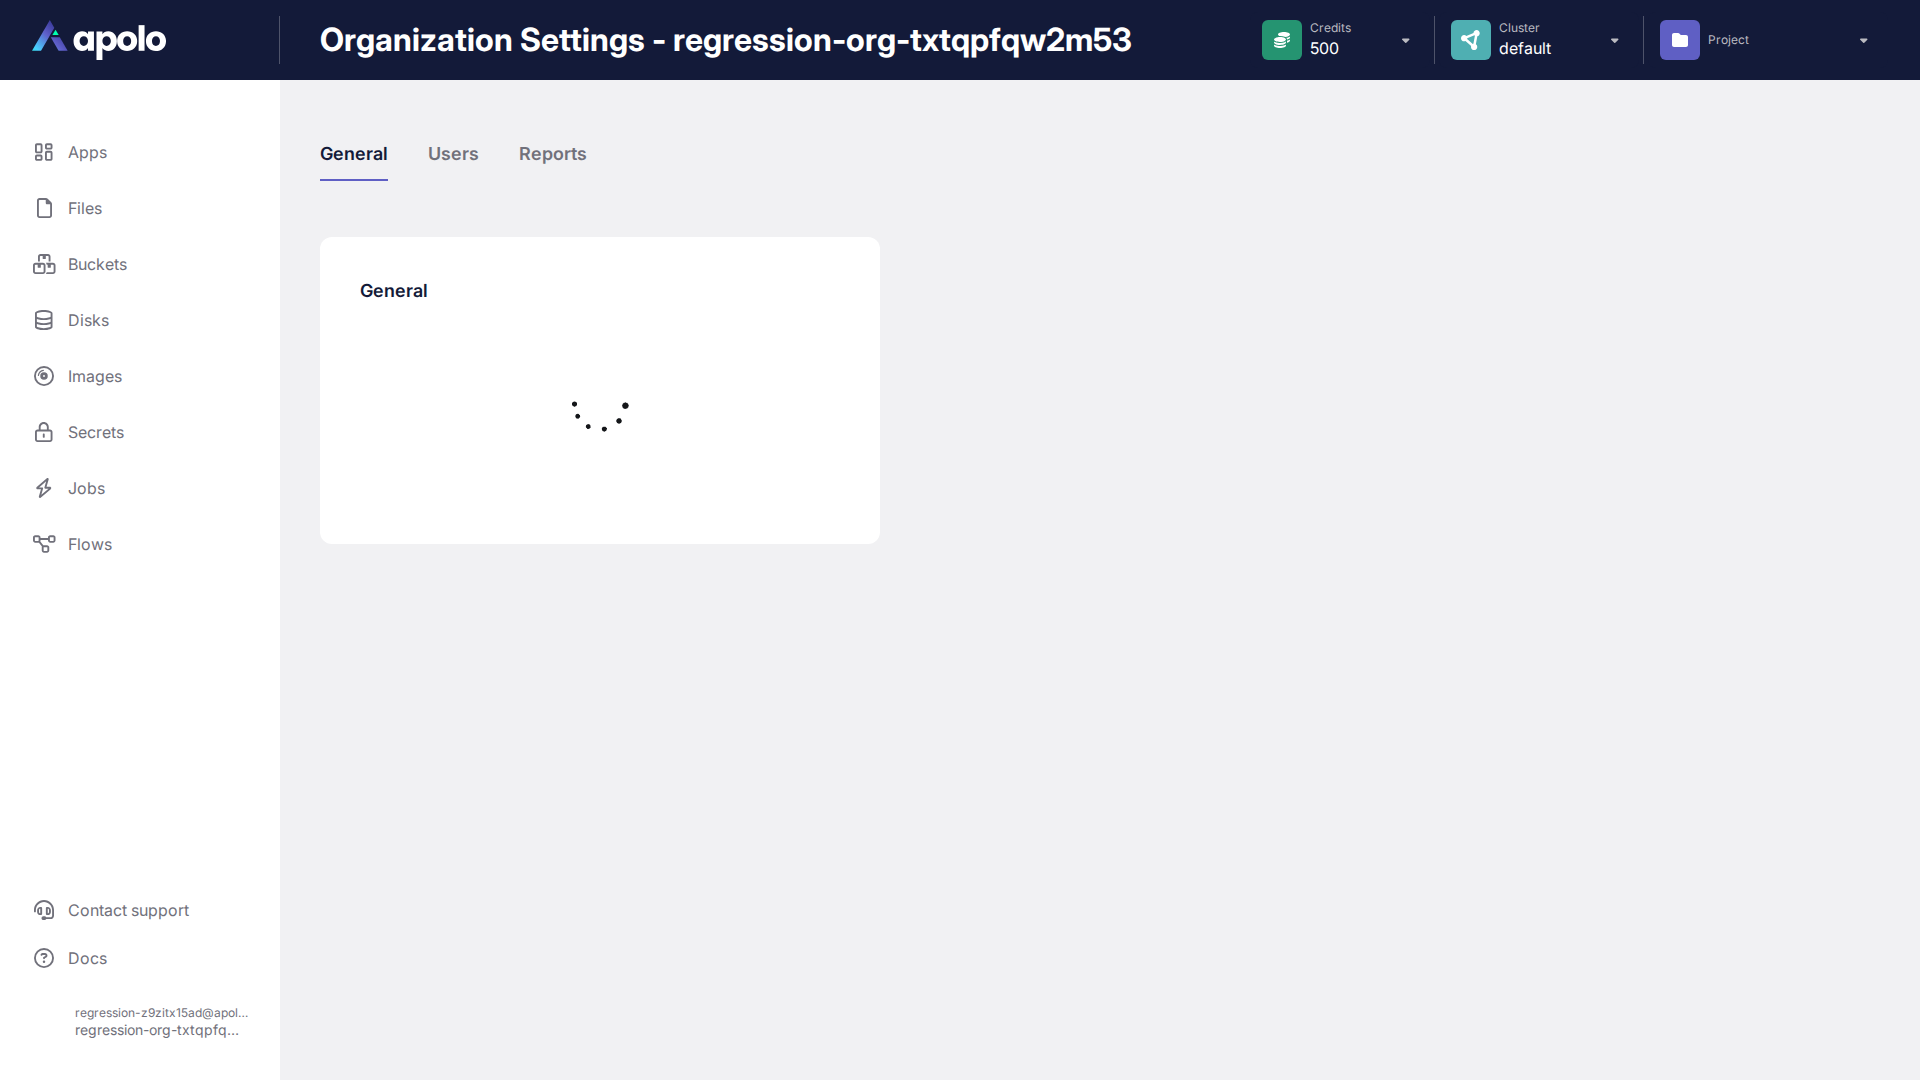 apolo
Organization Settings - regression-org-txtqpfqw2m53
Credits
500
Cluster
default
Project
Apps
Files
Buckets
Disks
Images
Secrets
Jobs
Flows
General
Users
Reports
General
Contact support
Docs
regression-z9zitx15ad@apol...
regression-org-txtqpfq...